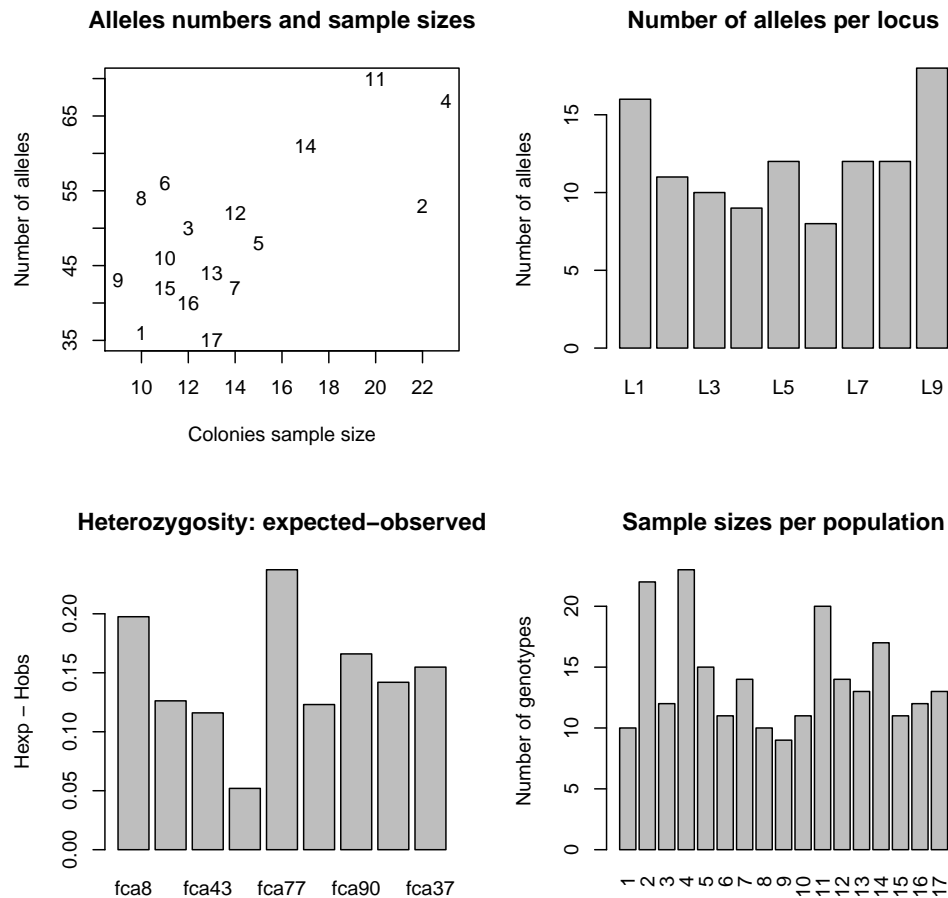 Alleles numbers and sample sizes
Number of alleles
65
55
45
35
11
4
14
6
8
2
12
3
5
10
13
9
15
7
16
1
17
10 12 14 16 18 20 22
Colonies sample size
Number of alleles per locus
15
10
5
0
L1 L3 L5 L7 L9
Heterozygosity: expected−observed
Hexp − Hobs
0.20
0.15
0.10
0.05
0.00
fca8 fca43 fca77 fca90 fca37
Sample sizes per population
Number of genotypes
20
15
10
5
0
1 2 3 4 5 6 7 8 9 10 11 12 13 14 15 16 17